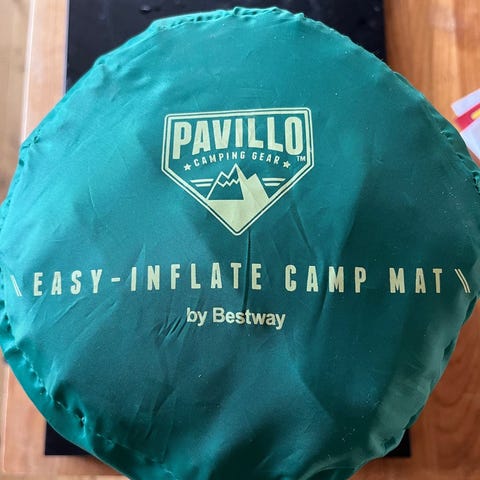 PAVILLO
CAMPING GEAR
TM
EASY-INFLATE CAMP MAT
by Bestway